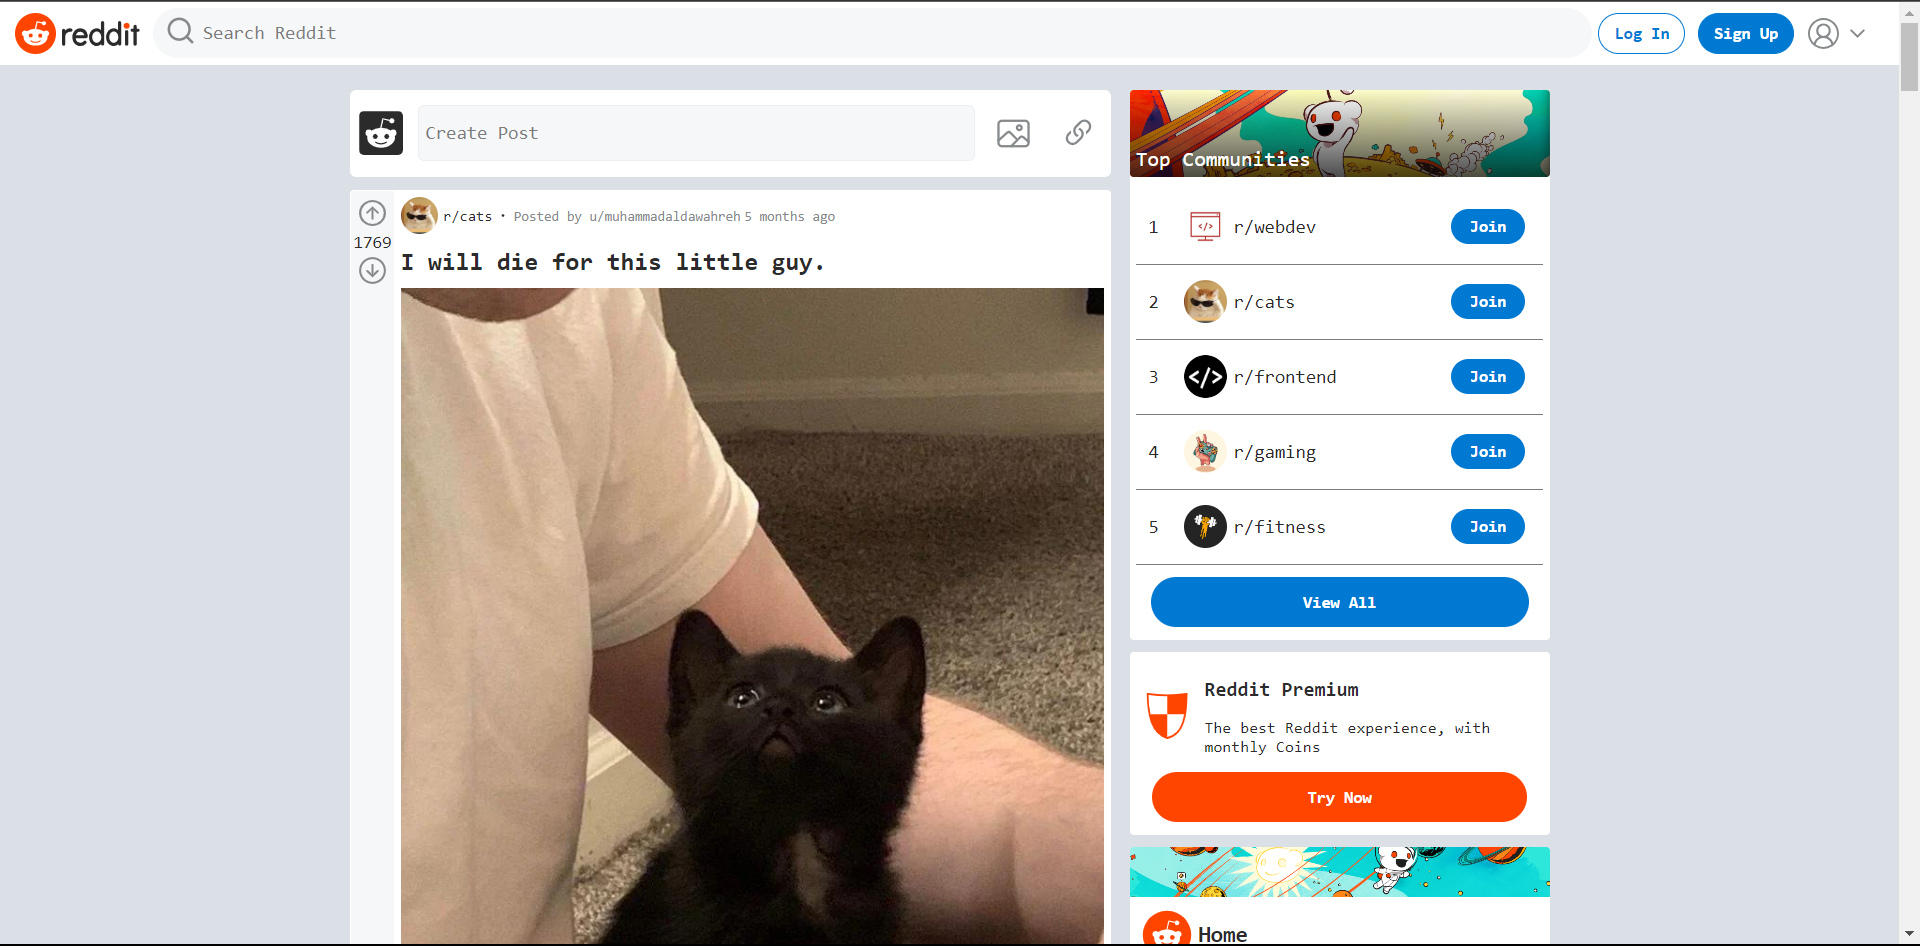 reddit
Search Reddit
Log In
Sign Up
Create Post
1769
r/cats • Posted by u/muhammadaldawahreh 5 months ago
I will die for this little guy.
Top Communities
1 </> r/webdev Join
2 r/cats Join
3 </> r/frontend Join
4 r/gaming Join
5 r/fitness Join
View All
Reddit Premium
The best Reddit experience, with
monthly Coins
Try Now
Home